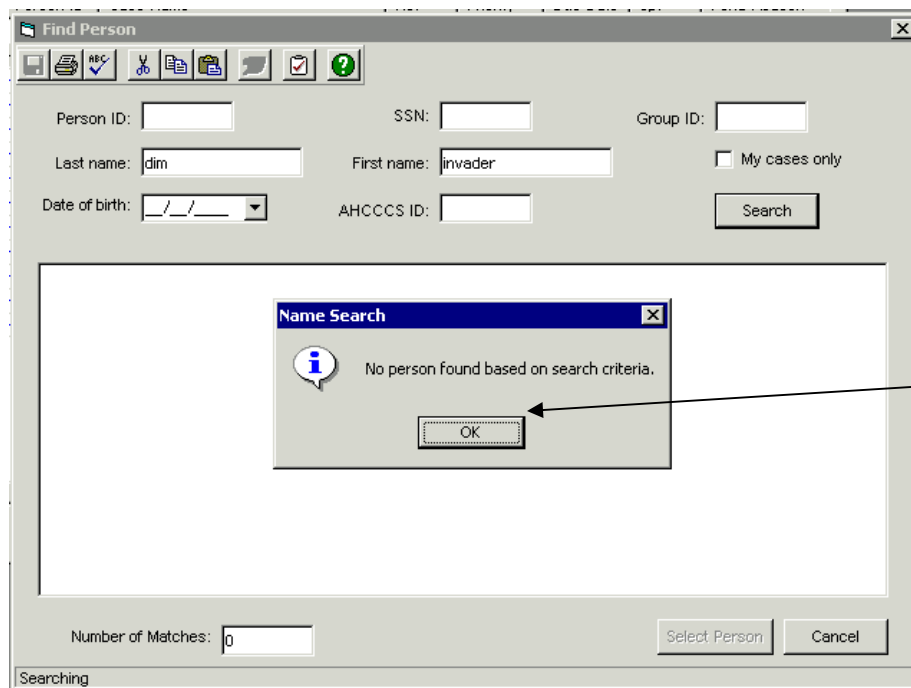 Find Person
ABC
Person ID:
SSN:
Group ID:
Last name: dim
First name: invader
My cases only
Date of birth: __/__/____
AHCCCS ID:
Search
Name Search
No person found based on search criteria.
OK
Number of Matches: 0
Select Person
Cancel
Searching